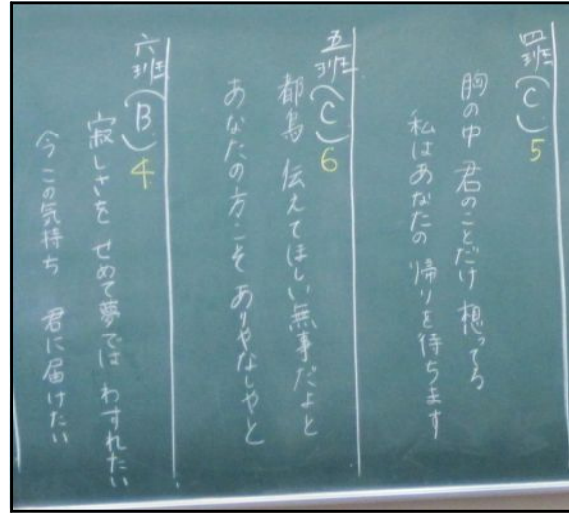 四班(C)5
胸の中 君のことだけ 想ってる
私はあなたの 帰りを待ちます
五班(C)6
都鳥 伝えてほしい無事だよと
あなたの方こそ ありやなしやと
六班(B)4
寂しさを せめて夢では わすれたい
今この気持ち 君に届けたい